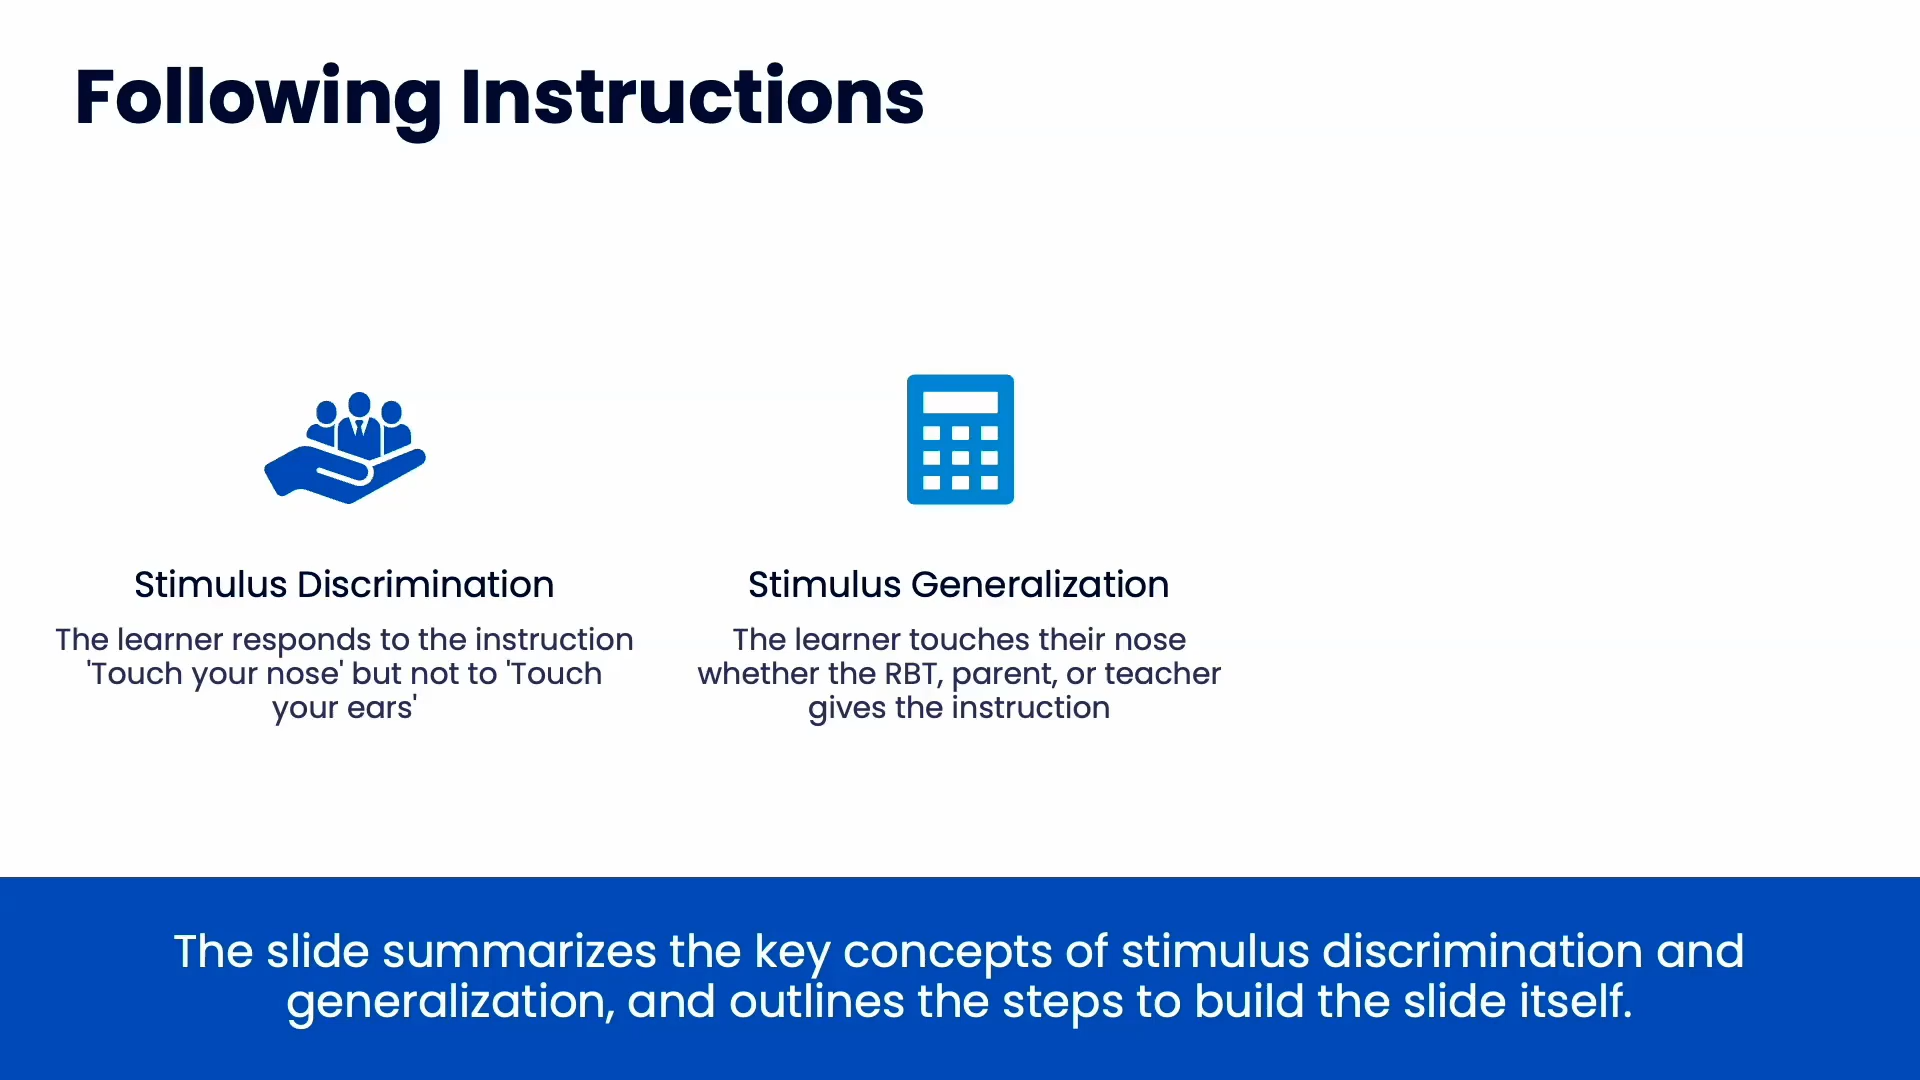 Following Instructions
Stimulus Discrimination
The learner responds to the instruction
'Touch your nose' but not to 'Touch
your ears'
Stimulus Generalization
The learner touches their nose
whether the RBT, parent, or teacher
gives the instruction
The slide summarizes the key concepts of stimulus discrimination and
generalization, and outlines the steps to build the slide itself.